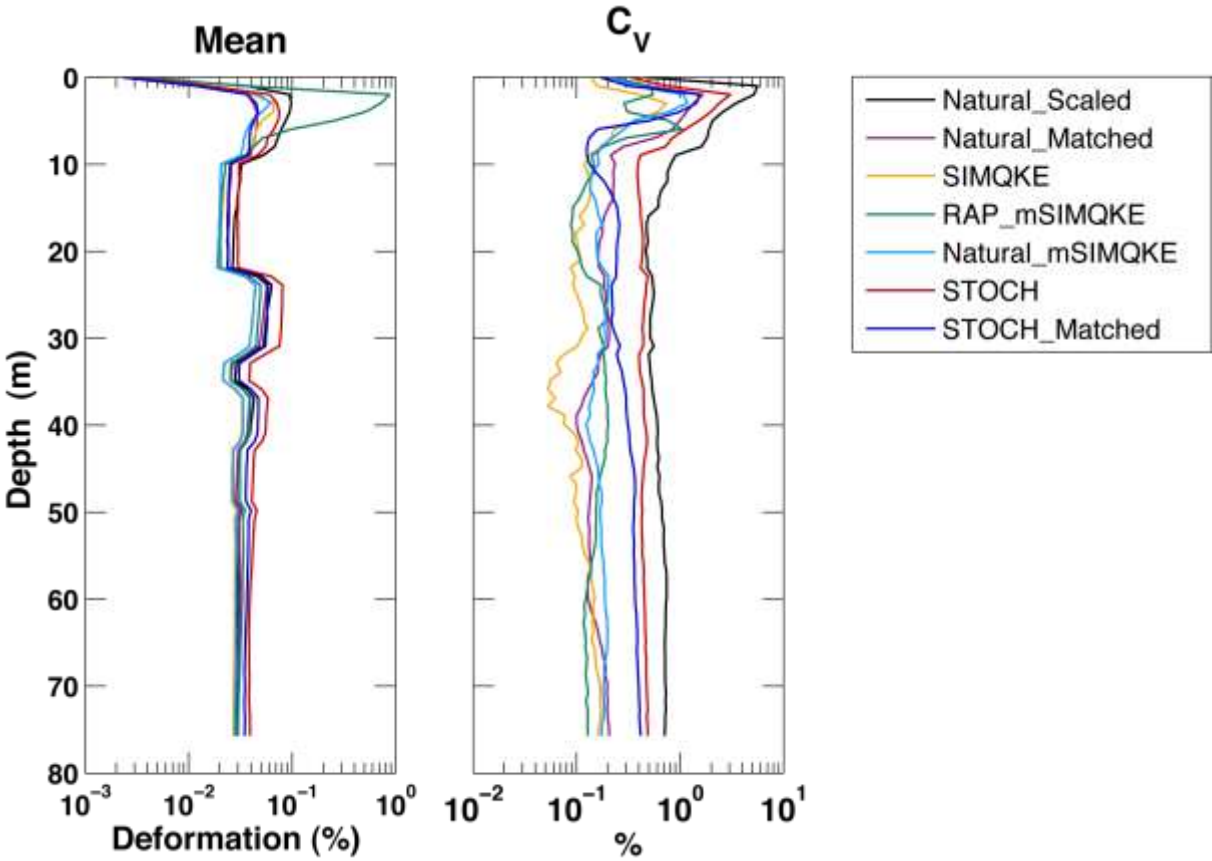 Mean
C_V
0
10
20
30
40
50
60
70
80
Depth (m)
10^-3
10^-2
10^-1
10^0
Deformation (%)
10^-2
10^-1
10^0
10^1
%
Natural_Scaled
Natural_Matched
SIMQKE
RAP_mSIMQKE
Natural_mSIMQKE
STOCH
STOCH_Matched